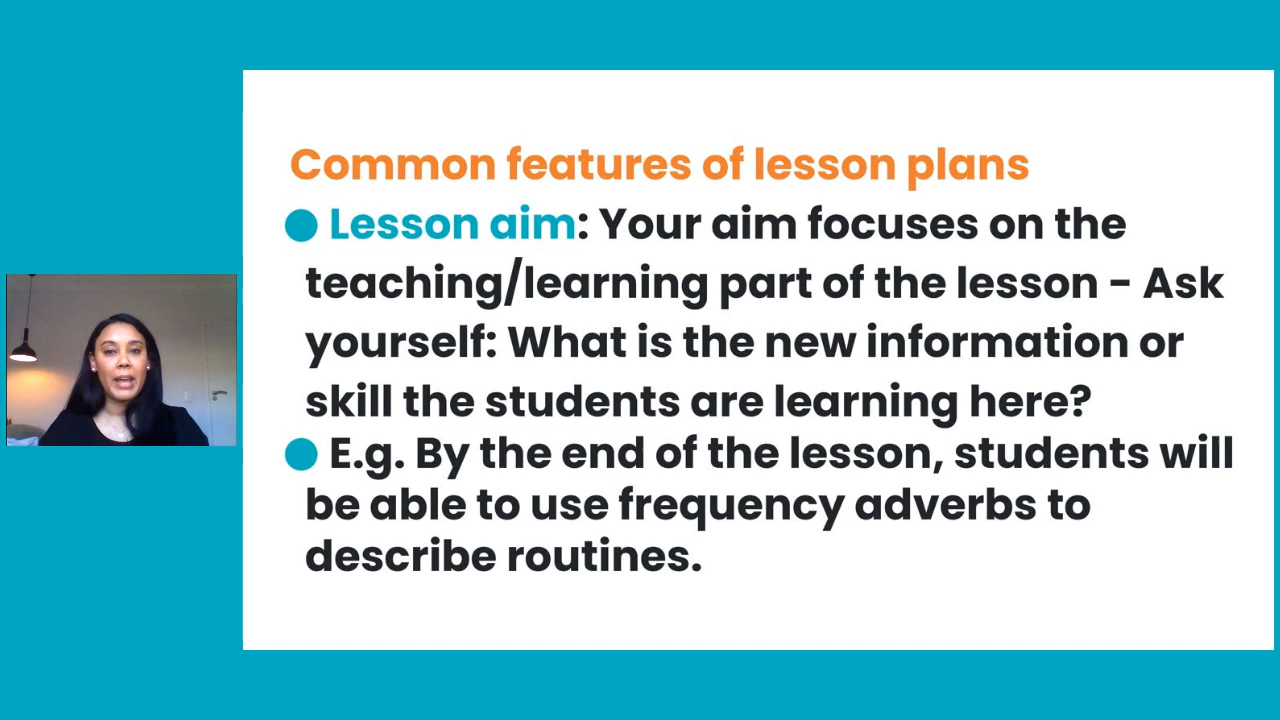 Common features of lesson plans
● Lesson aim: Your aim focuses on the
teaching/learning part of the lesson - Ask
yourself: What is the new information or
skill the students are learning here?
● E.g. By the end of the lesson, students will
be able to use frequency adverbs to
describe routines.